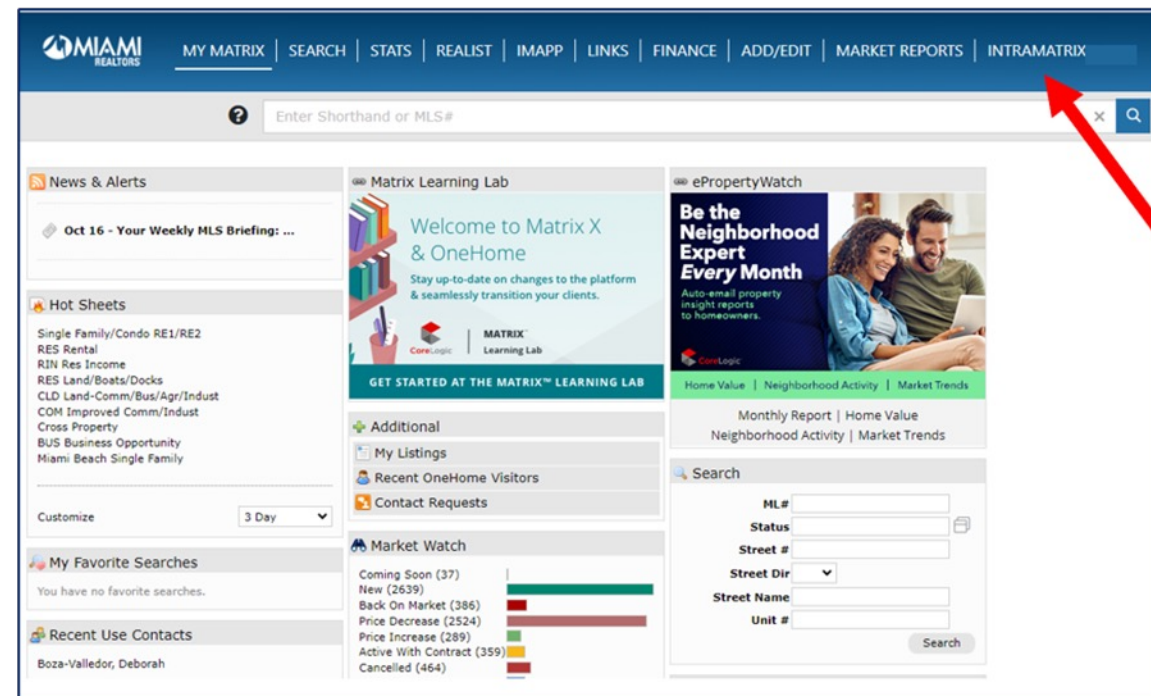 MIAMI
REALTORS
MY MATRIX | SEARCH | STATS | REALIST | IMAPP | LINKS | FINANCE | ADD/EDIT | MARKET REPORTS | INTRAMATRIX
Enter Shorthand or MLS#
News & Alerts
Oct 16 - Your Weekly MLS Briefing: ...
Hot Sheets
Single Family/Condo RE1/RE2
RES Rental
RIN Res Income
RES Land/Boats/Docks
CLD Land-Comm/Bus/Agr/Indust
COM Improved Comm/Indust
Cross Property
BUS Business Opportunity
Miami Beach Single Family
Customize 3 Day
My Favorite Searches
You have no favorite searches.
Recent Use Contacts
Boza-Valledor, Deborah
Matrix Learning Lab
Welcome to Matrix X
& OneHome
Stay up-to-date on changes to the platform
& seamlessly transition your clients.
CoreLogic | MATRIX™
Learning Lab
GET STARTED AT THE MATRIX™ LEARNING LAB
Additional
My Listings
Recent OneHome Visitors
Contact Requests
Market Watch
Coming Soon (37)
New (2639)
Back On Market (386)
Price Decrease (2524)
Price Increase (289)
Active With Contract (359)
Cancelled (464)
ePropertyWatch
Be the
Neighborhood
Expert
Every Month
Auto-email property
insight reports
to homeowners.
CoreLogic
Home Value | Neighborhood Activity | Market Trends
Monthly Report | Home Value
Neighborhood Activity | Market Trends
Search
ML#
Status
Street #
Street Dir
Street Name
Unit #
Search